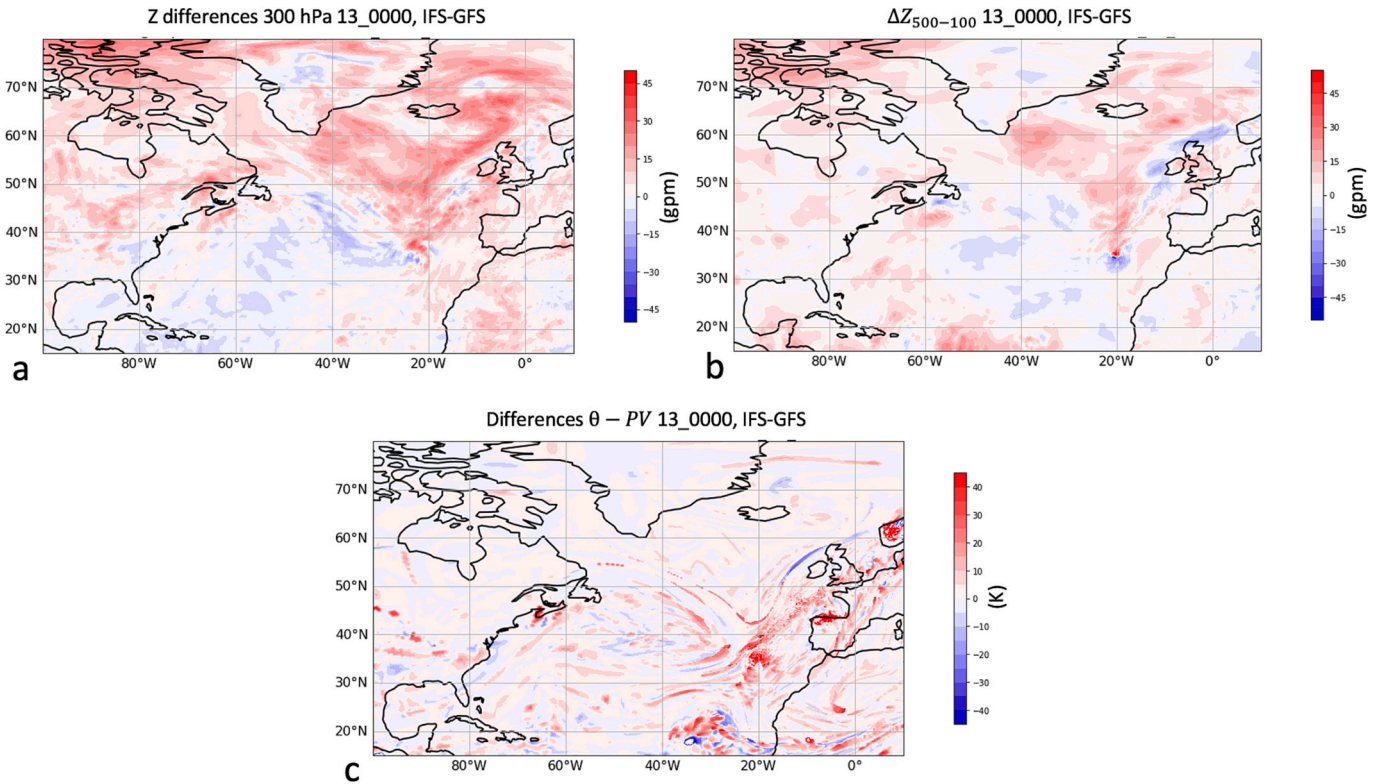 Z differences 300 hPa 13_0000, IFS-GFS
70°N
60°N
50°N
40°N
30°N
20°N
80°W 60°W 40°W 20°W 0°
45
30
15
0
−15
−30
−45
(gpm)
a
ΔZ500−100 13_0000, IFS-GFS
70°N
60°N
50°N
40°N
30°N
20°N
80°W 60°W 40°W 20°W 0°
45
30
15
0
−15
−30
−45
(gpm)
b
Differences θ − PV 13_0000, IFS-GFS
70°N
60°N
50°N
40°N
30°N
20°N
80°W 60°W 40°W 20°W 0°
40
30
20
10
0
−10
−20
−30
−40
(K)
c